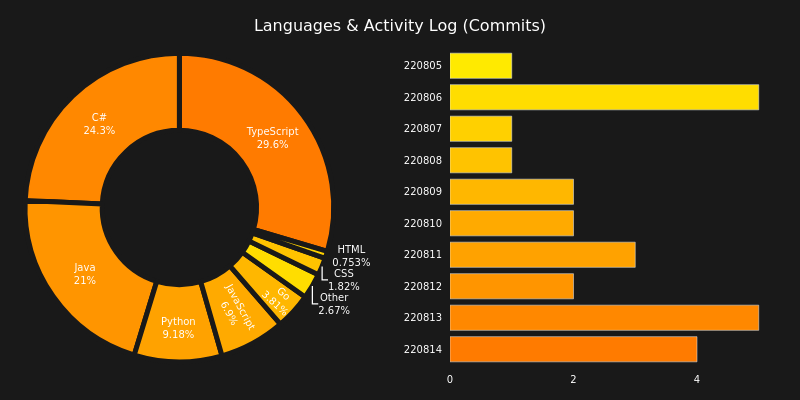 Languages & Activity Log (Commits)
TypeScript
29.6%
C#
24.3%
Java
21%
Python
9.18%
JavaScript
6.9%
Go
3.81%
Other
2.67%
CSS
1.82%
HTML
0.753%
220805
220806
220807
220808
220809
220810
220811
220812
220813
220814
0 2 4